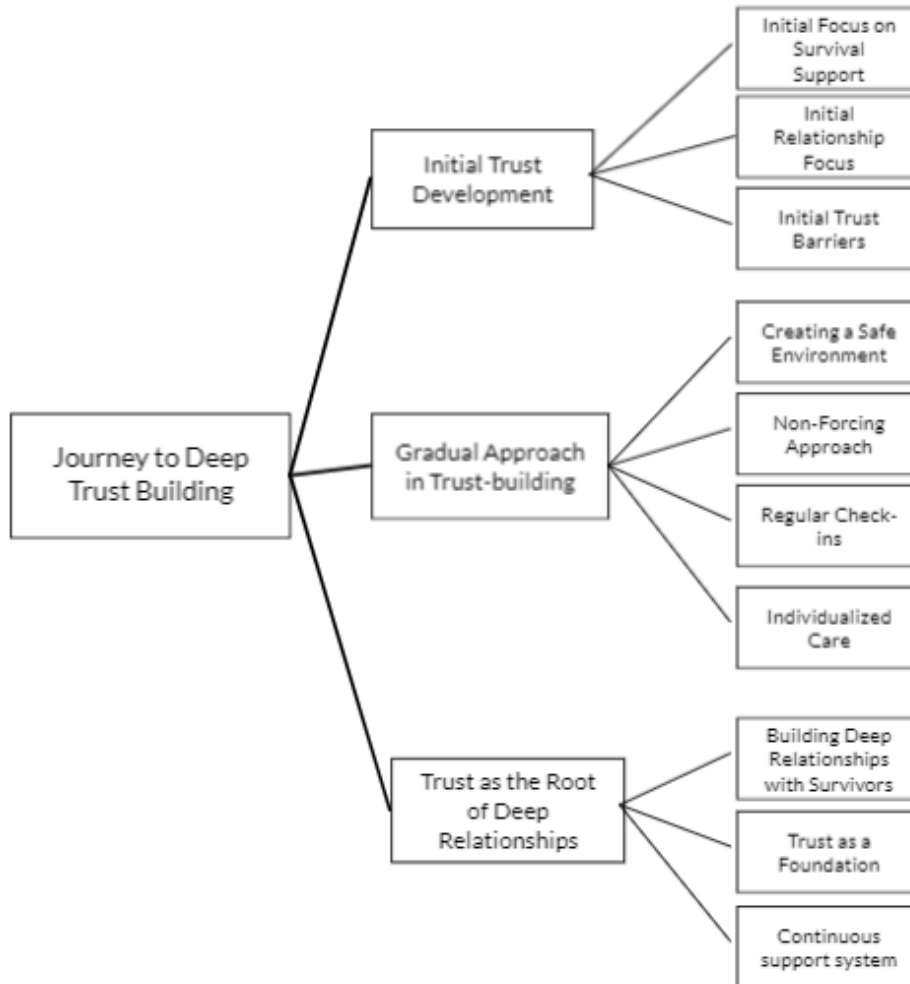 Journey to Deep
Trust Building
Initial Trust
Development
Initial Focus on
Survival
Support
Initial
Relationship
Focus
Initial Trust
Barriers
Gradual Approach
in Trust-building
Creating a Safe
Environment
Non-Forcing
Approach
Regular Check-
ins
Individualized
Care
Trust as the Root
of Deep
Relationships
Building Deep
Relationships
with Survivors
Trust as a
Foundation
Continuous
support system